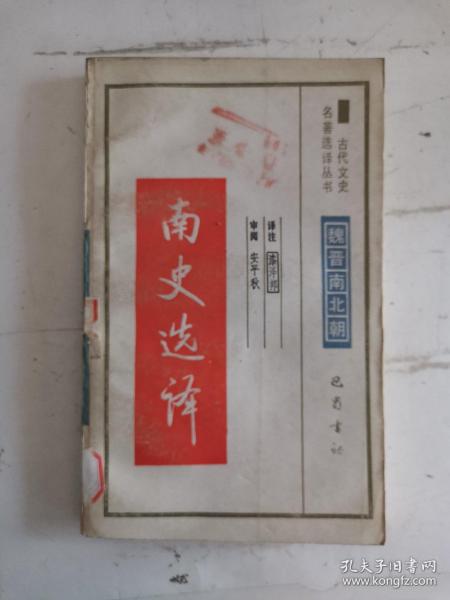 古代文史
名著选译丛书
魏晋南北朝
巴蜀书社
译注 漆泽邦
审阅 安平秋
南史选译
孔夫子旧书网
www.kongfz.com